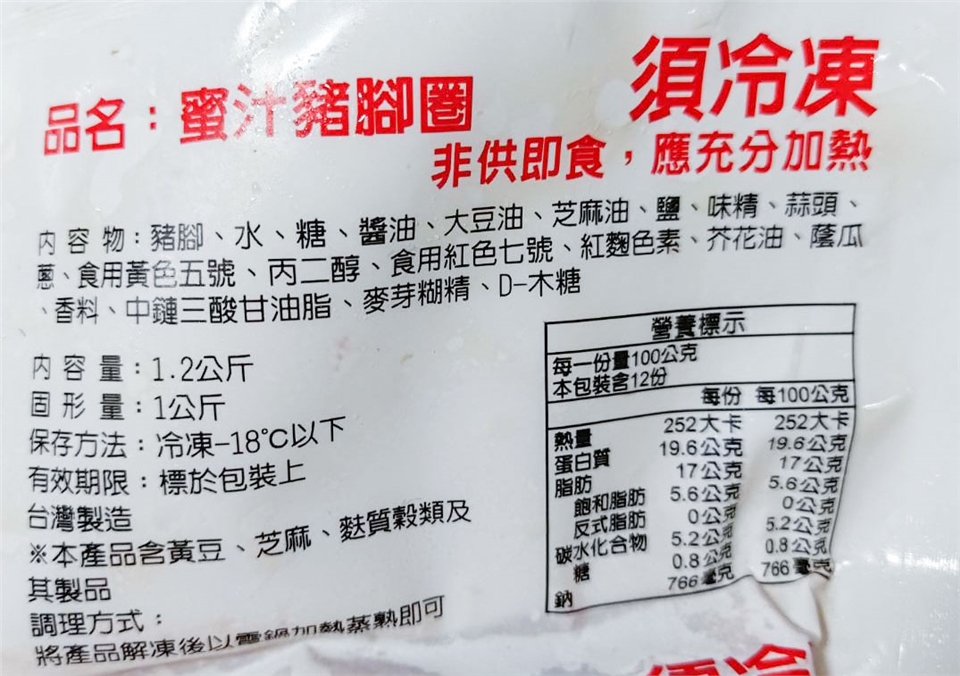 須冷凍
品名：蜜汁豬腳圈
非供即食，應充分加熱
內容物：豬腳、水、糖、醬油、大豆油、芝麻油、鹽、味精、蒜頭、
蔥、食用黃色五號、丙二醇、食用紅色七號、紅麴色素、芥花油、蔭瓜
、香料、中鏈三酸甘油脂、麥芽糊精、D-木糖
內容量：1.2公斤
固形量：1公斤
保存方法：冷凍-18℃以下
有效期限：標於包裝上
台灣製造
※本產品含黃豆、芝麻、麩質穀類及
其製品
調理方式：
將產品解凍後以電鍋加熱蒸熟即可
營養標示
每一份量100公克
本包裝含12份
每份 每100公克
熱量 252大卡 252大卡
蛋白質 19.6公克 19.6公克
脂肪 17公克 17公克
飽和脂肪 5.6公克 5.6公克
反式脂肪 0公克 0公克
碳水化合物 5.2公克 5.2公克
糖 0.8公克 0.8公克
鈉 766毫克 766毫克
須冷